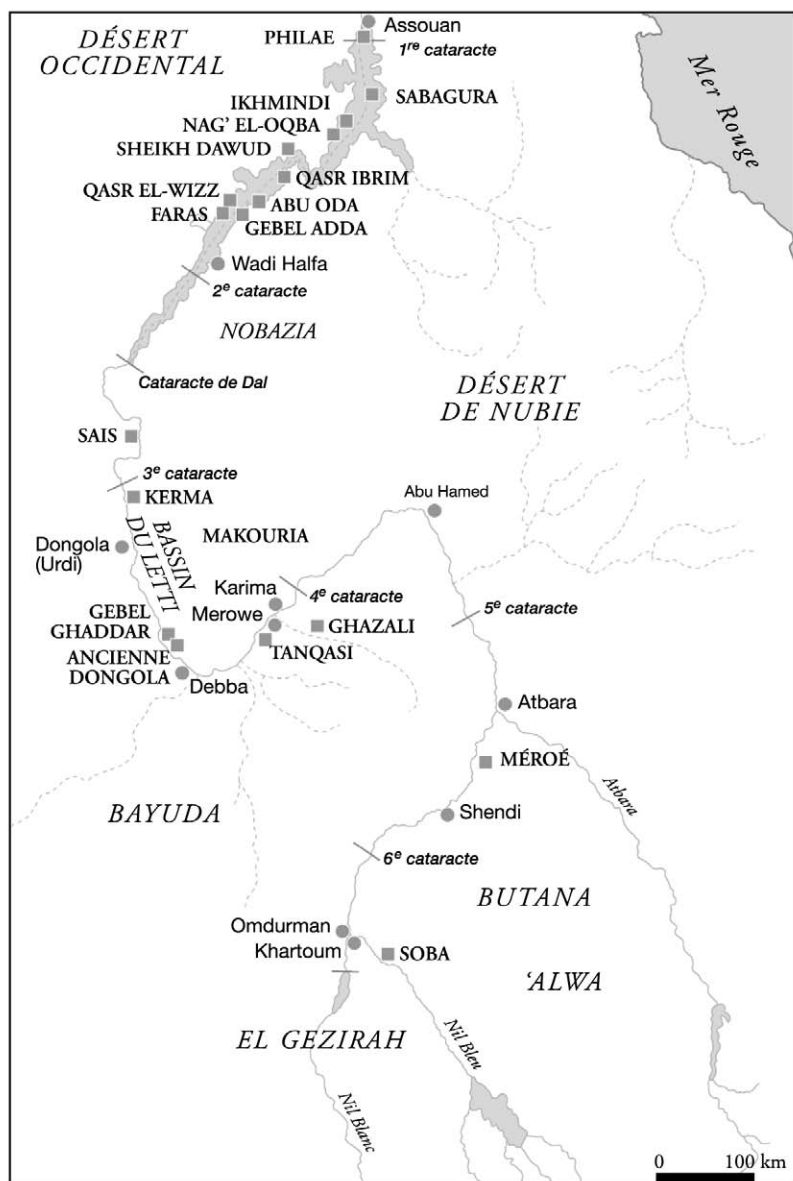 Assouan
DÉSERT
OCCIDENTAL
PHILAE
1re cataracte
Mer Rouge
IKHMINDI
SABAGURA
NAG’ EL-OQBA
SHEIKH DAWUD
QASR IBRIM
QASR EL-WIZZ
ABU ODA
FARAS
GEBEL ADDA
Wadi Halfa
2e cataracte
NOBAZIA
Cataracte de Dal
DÉSERT
DE NUBIE
SAIS
3e cataracte
KERMA
Abu Hamed
BASSIN
DU LETTI
MAKOURIA
Dongola
(Urdi)
Karima
4e cataracte
Merowe
5e cataracte
GEBEL
GHADDAR
GHAZALI
TANQASI
ANCIENNE
DONGOLA
Debba
Atbara
MÉROÉ
Atbara
BAYUDA
Shendi
6e cataracte
BUTANA
Omdurman
Khartoum
SOBA
‘ALWA
EL GEZIRAH
Nil Bleu
Nil Blanc
0 100 km